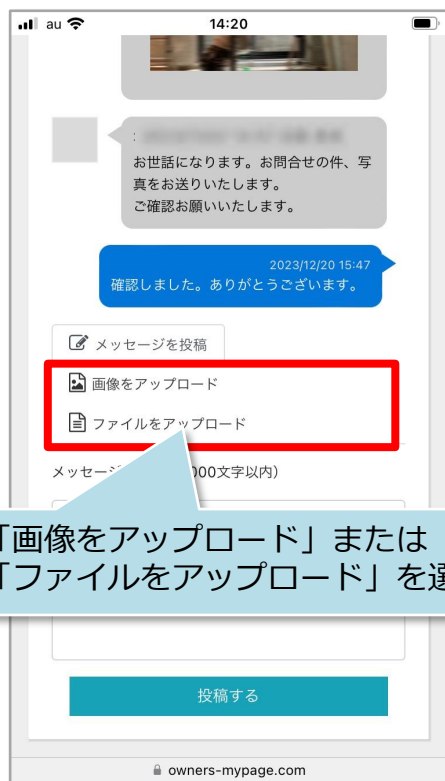 au 14:20
:
お世話になります。お問合せの件、写
真をお送りいたします。
ご確認お願いいたします。
2023/12/20 15:47
確認しました。ありがとうございます。
メッセージを投稿
画像をアップロード
ファイルをアップロード
メッセー 000文字以内）
「画像をアップロード」または
「ファイルをアップロード」を選
投稿する
owners-mypage.com